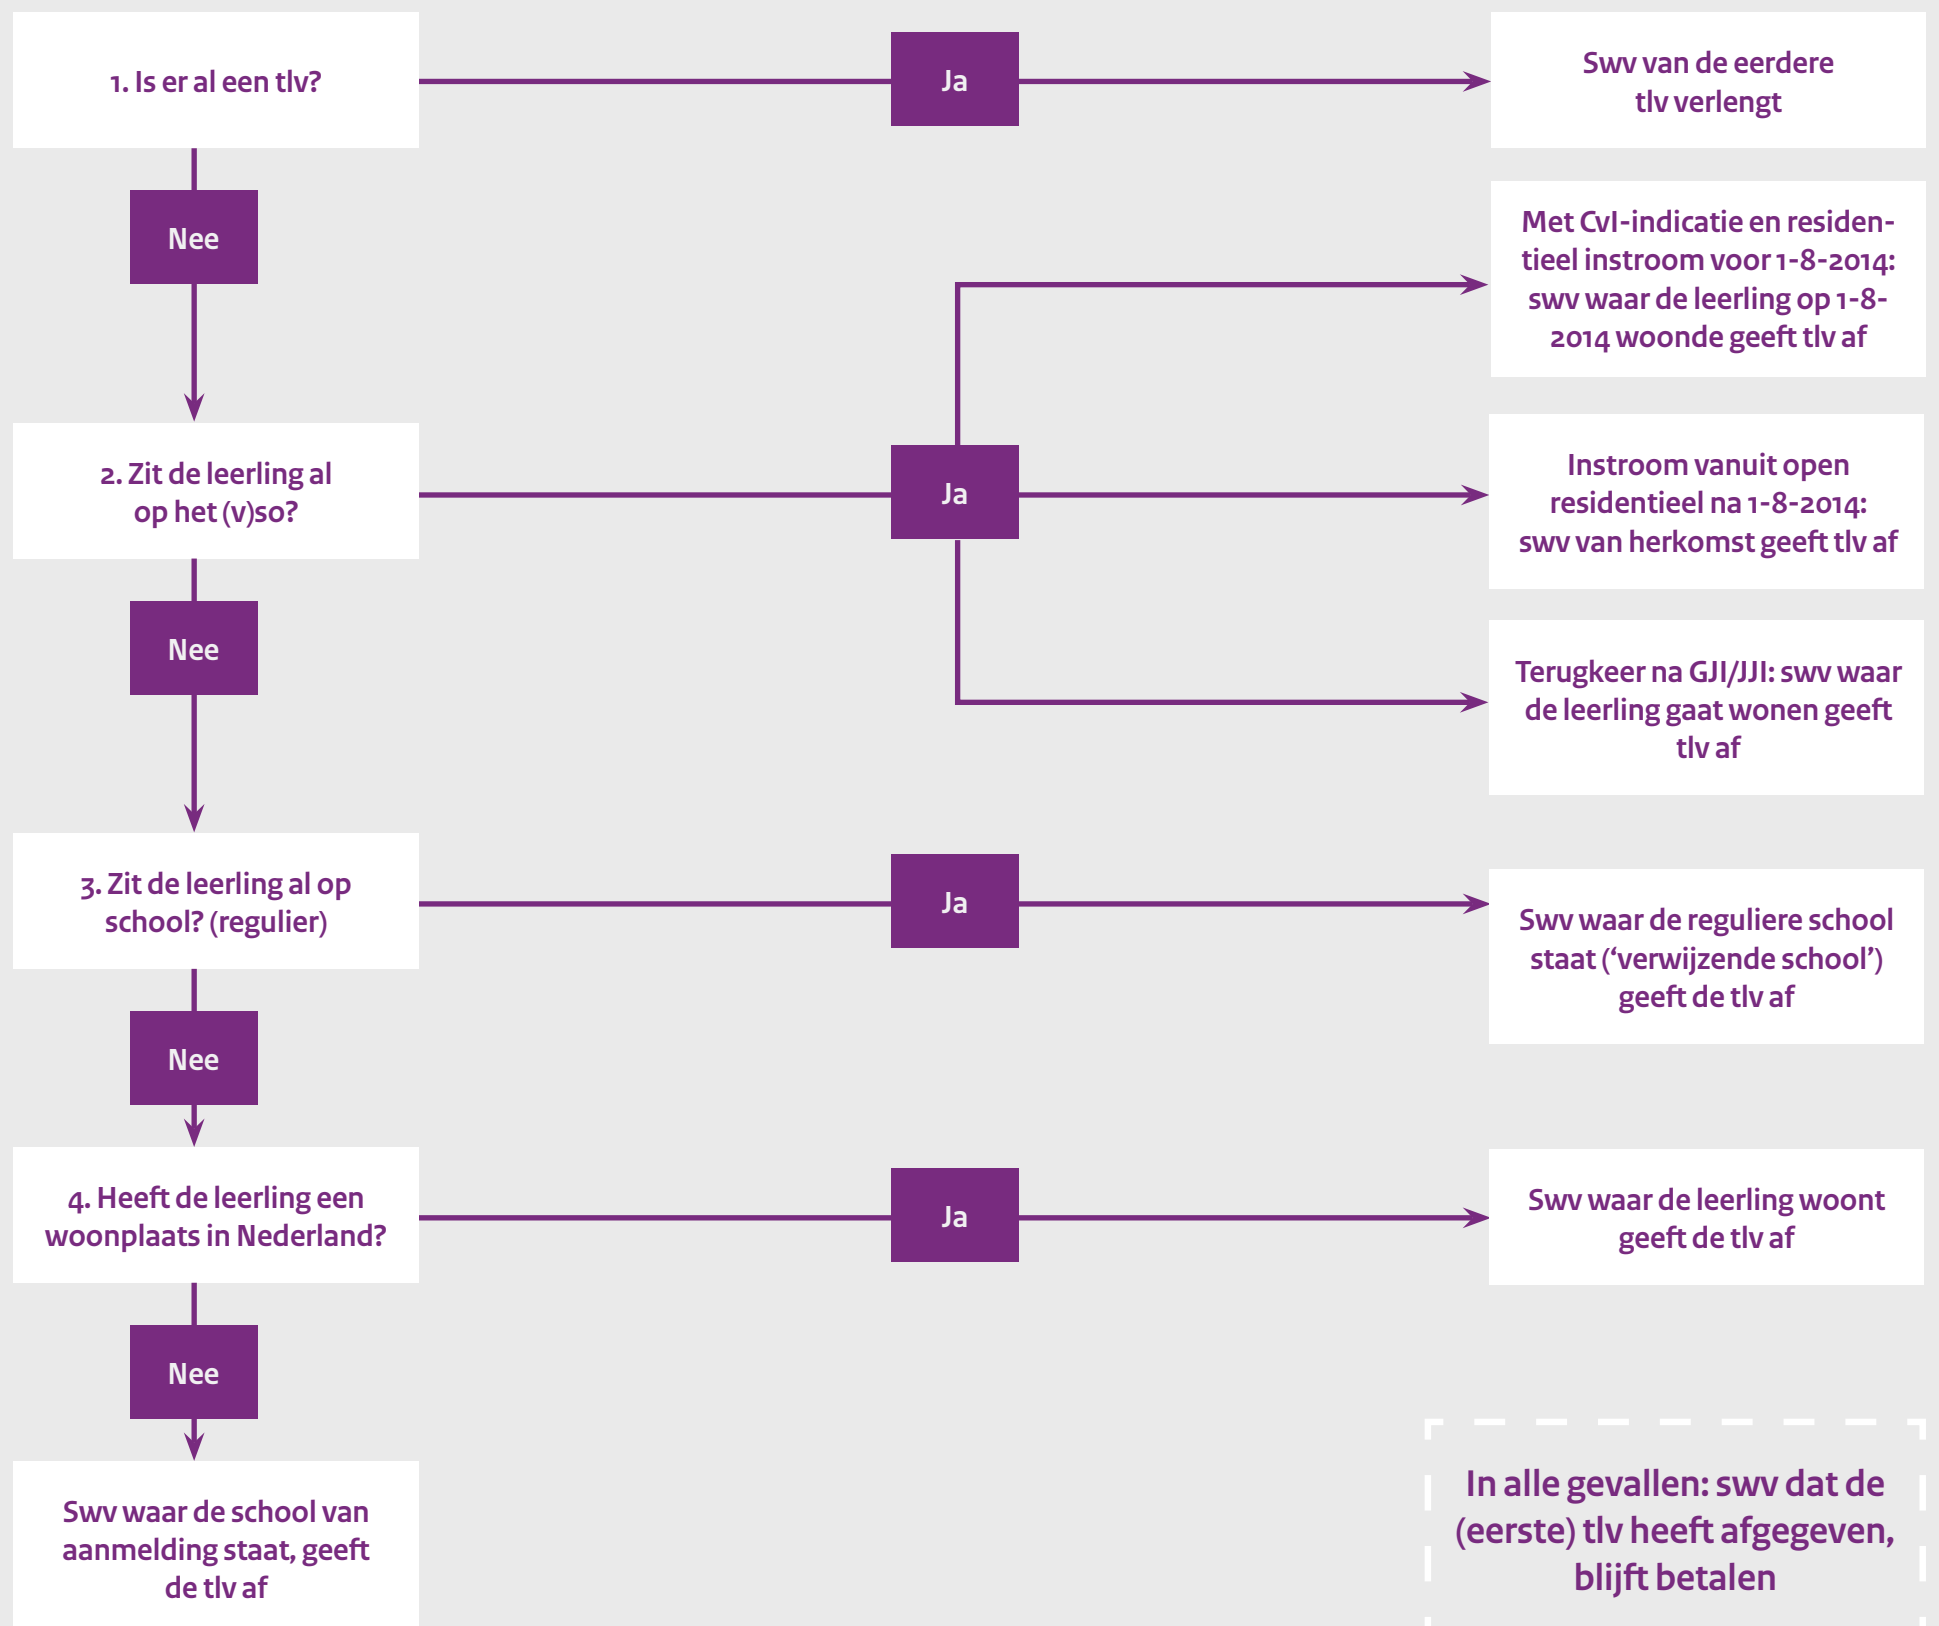 1. Is er al een tlv?
Ja
Swv van de eerdere
tlv verlengt
Nee
Met CvI-indicatie en residen-
tieel instroom voor 1-8-2014:
swv waar de leerling op 1-8-
2014 woonde geeft tlv af
2. Zit de leerling al
op het (v)so?
Ja
Instroom vanuit open
residentieel na 1-8-2014:
swv van herkomst geeft tlv af
Nee
Terugkeer na GJI/JJI: swv waar
de leerling gaat wonen geeft
tlv af
3. Zit de leerling al op
school? (regulier)
Ja
Swv waar de reguliere school
staat (‘verwijzende school’)
geeft de tlv af
Nee
4. Heeft de leerling een
woonplaats in Nederland?
Ja
Swv waar de leerling woont
geeft de tlv af
Nee
Swv waar de school van
aanmelding staat, geeft
de tlv af
In alle gevallen: swv dat de
(eerste) tlv heeft afgegeven,
blijft betalen